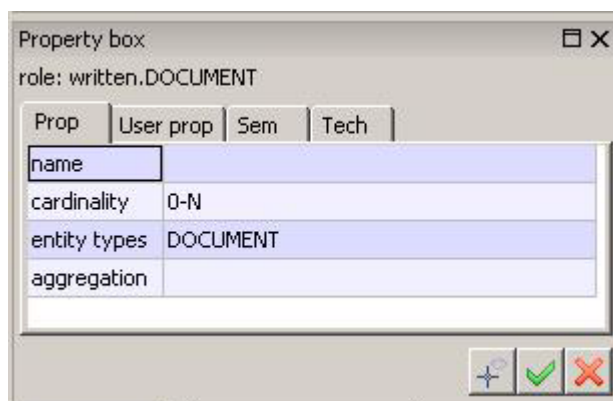 Property box
role: written.DOCUMENT
Prop User prop Sem Tech
name
cardinality 0-N
entity types DOCUMENT
aggregation